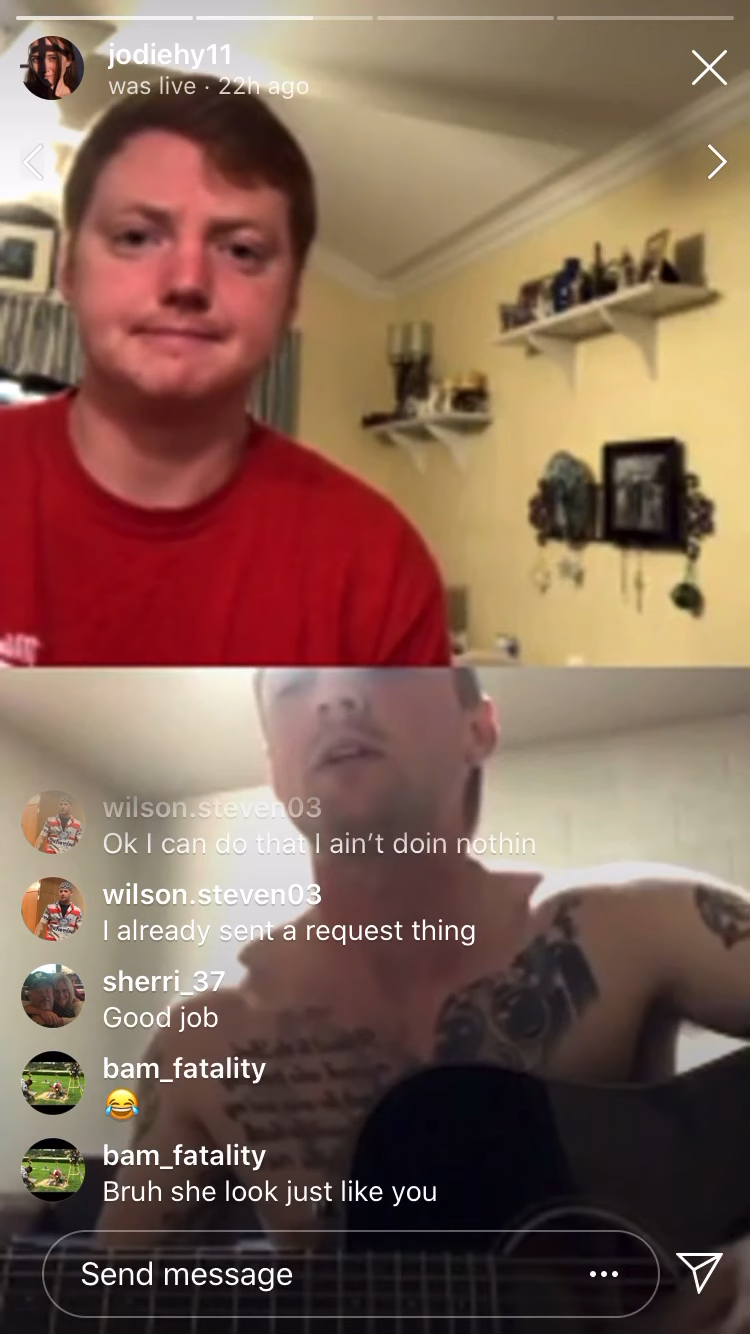 jodiehy11
was live · 22h ago
wilson.steven03
Ok I can do that I ain't doin nothin
wilson.steven03
I already sent a request thing
sherri_37
Good job
bam_fatality
😂
bam_fatality
Bruh she look just like you
Send message